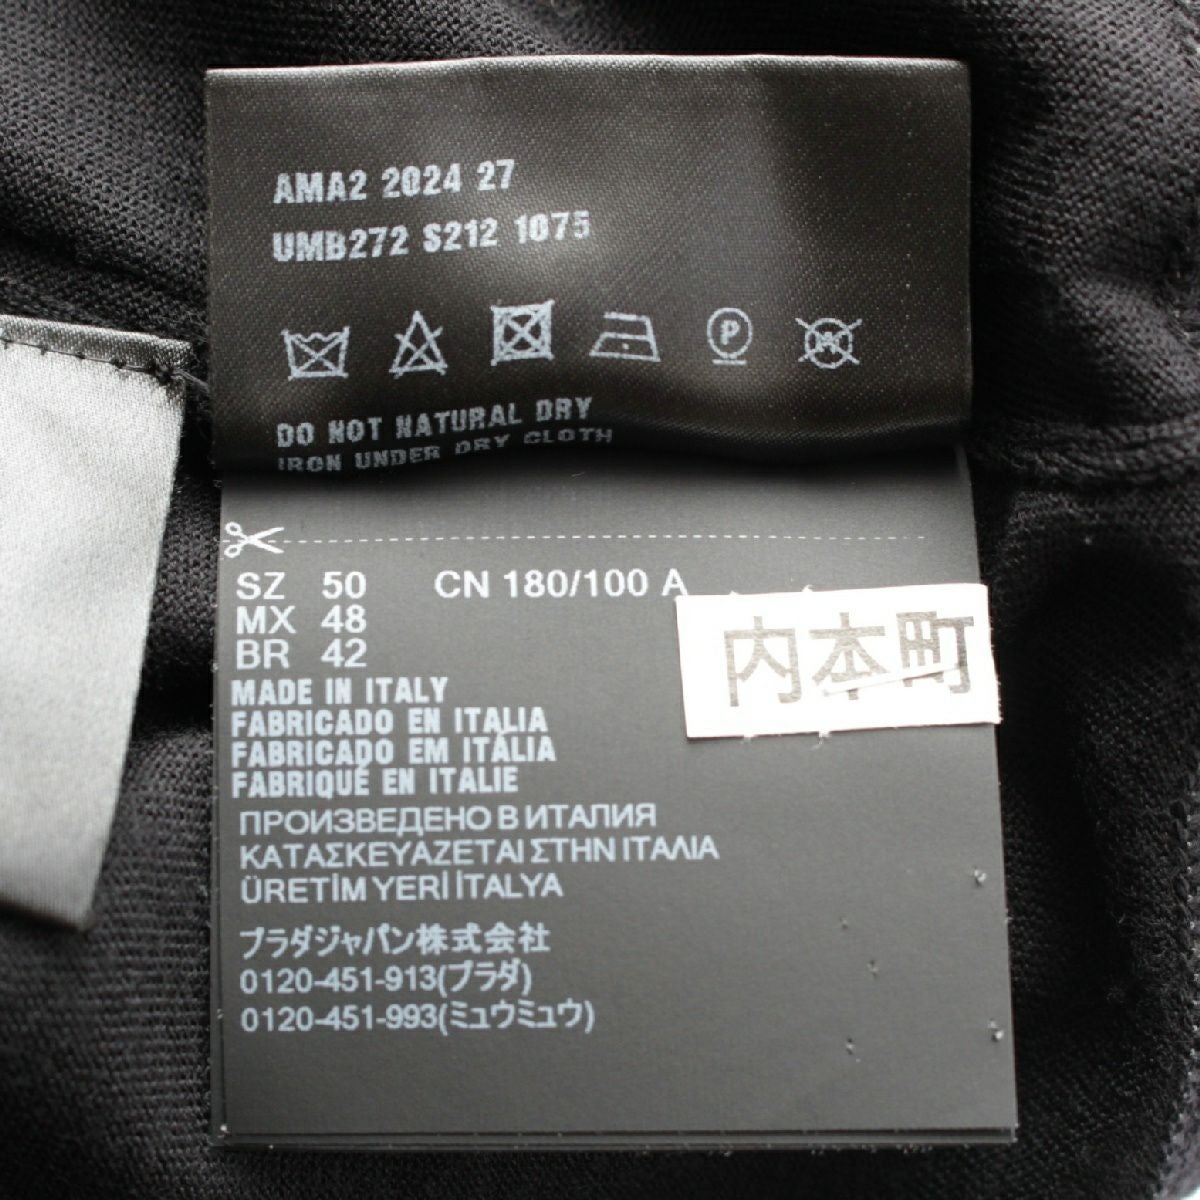 AMA2 2024 27
UMB272 S212 1075
P
DO NOT NATURAL DRY
IRON UNDER DRY CLOTH
SZ 50 CN 180/100 A
MX 48
BR 42
内本町
MADE IN ITALY
FABRICADO EN ITALIA
FABRICADO EM ITÁLIA
FABRIQUÉ EN ITALIE
ПРОИЗВЕДЕНО В ИТАЛИЯ
ΚΑΤΑΣΚΕΥΑΖΕΤΑΙ ΣΤΗΝ ΙΤΑΛΙΑ
ÜRETİM YERİ İTALYA
プラダジャパン株式会社
0120-451-913(プラダ)
0120-451-993(ミュウミュウ)